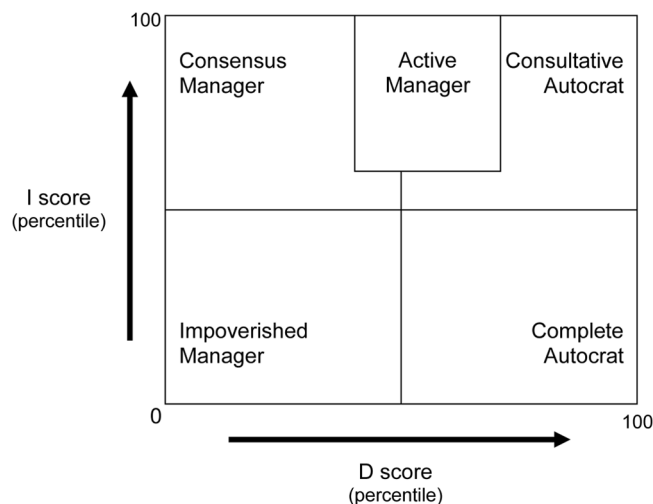 100
Consensus
Manager
Active
Manager
Consultative
Autocrat
I score
(percentile)
Impoverished
Manager
Complete
Autocrat
0
100
D score
(percentile)